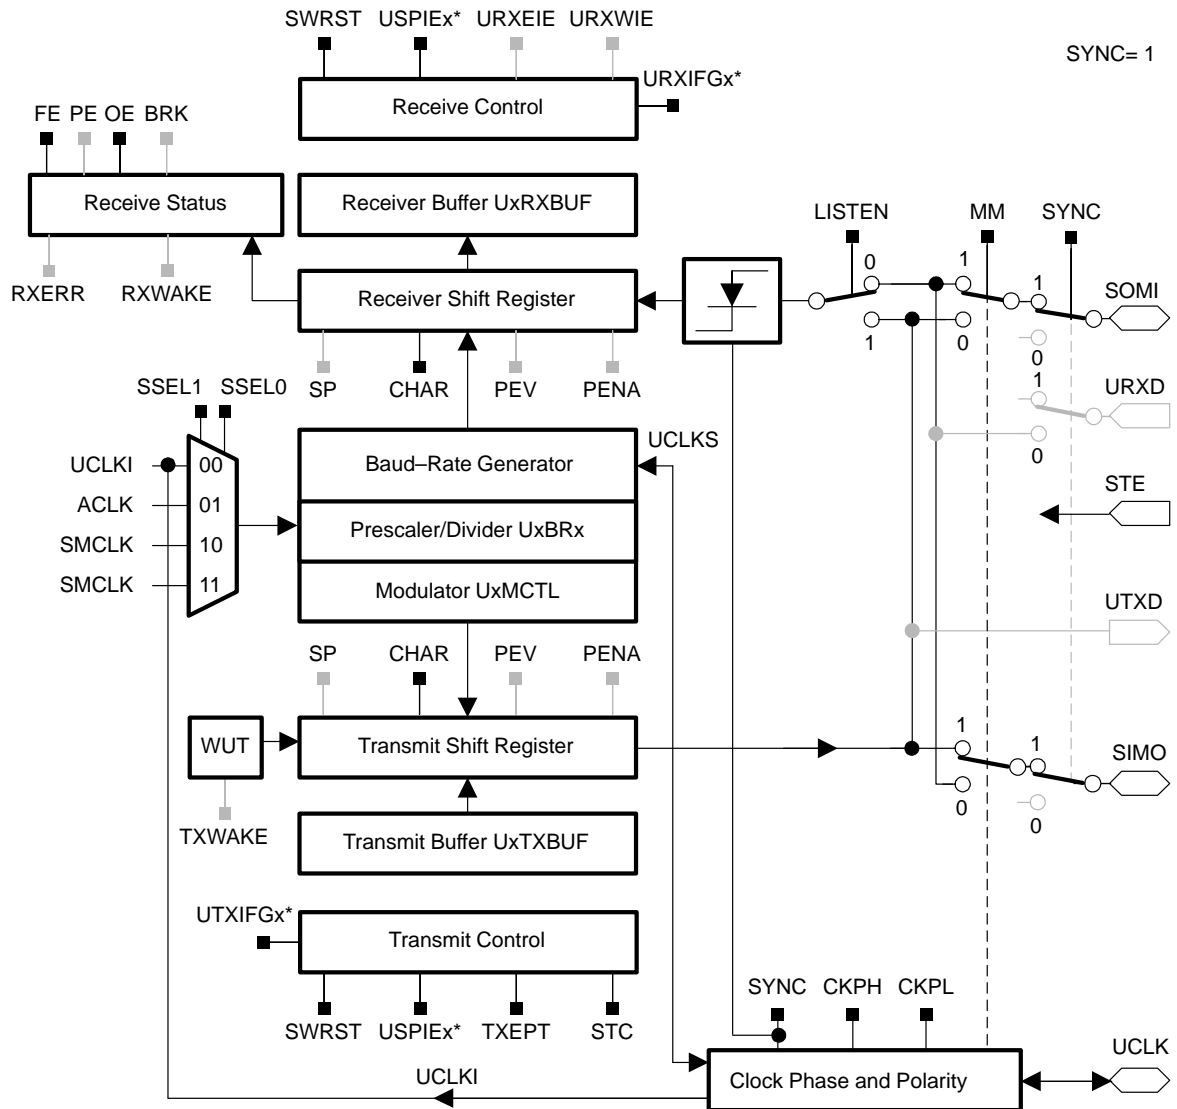 SWRST USPIEx* URXEIE URXWIE
SYNC= 1
URXIFGx*
Receive Control
FE PE OE BRK
Receive Status
Receiver Buffer UxRXBUF
LISTEN MM SYNC
RXERR RXWAKE
Receiver Shift Register
0 1 1
SOMI
1 0 0
SP CHAR PEV PENA
SSEL1 SSEL0
1
URXD
0
UCLKS
UCLKI 00
Baud–Rate Generator
ACLK 01
STE
SMCLK 10
Prescaler/Divider UxBRx
SMCLK 11
Modulator UxMCTL
UTXD
SP CHAR PEV PENA
WUT
Transmit Shift Register
1 1
SIMO
0 0
TXWAKE
Transmit Buffer UxTXBUF
UTXIFGx*
Transmit Control
SWRST USPIEx* TXEPT STC
SYNC CKPH CKPL
UCLK
UCLKI
Clock Phase and Polarity